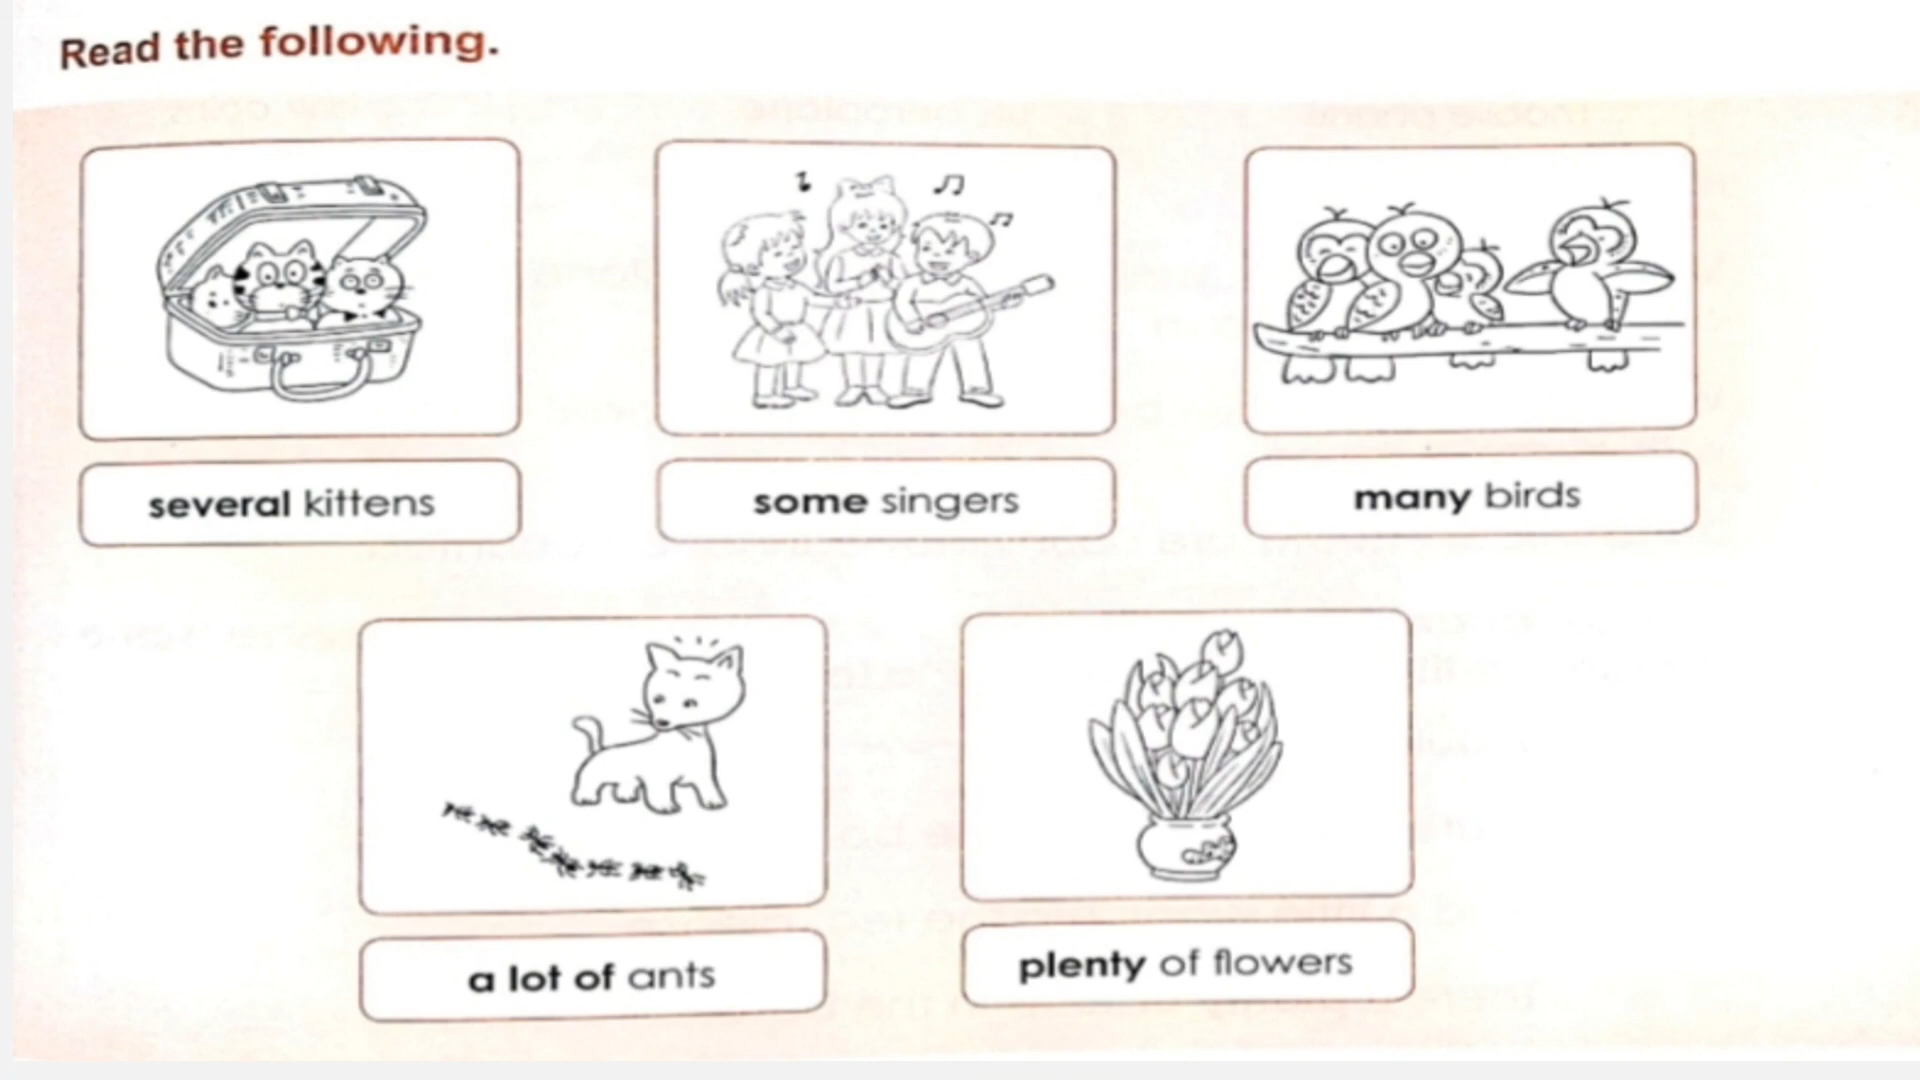 Read the following.
several kittens
some singers
many birds
a lot of ants
plenty of flowers